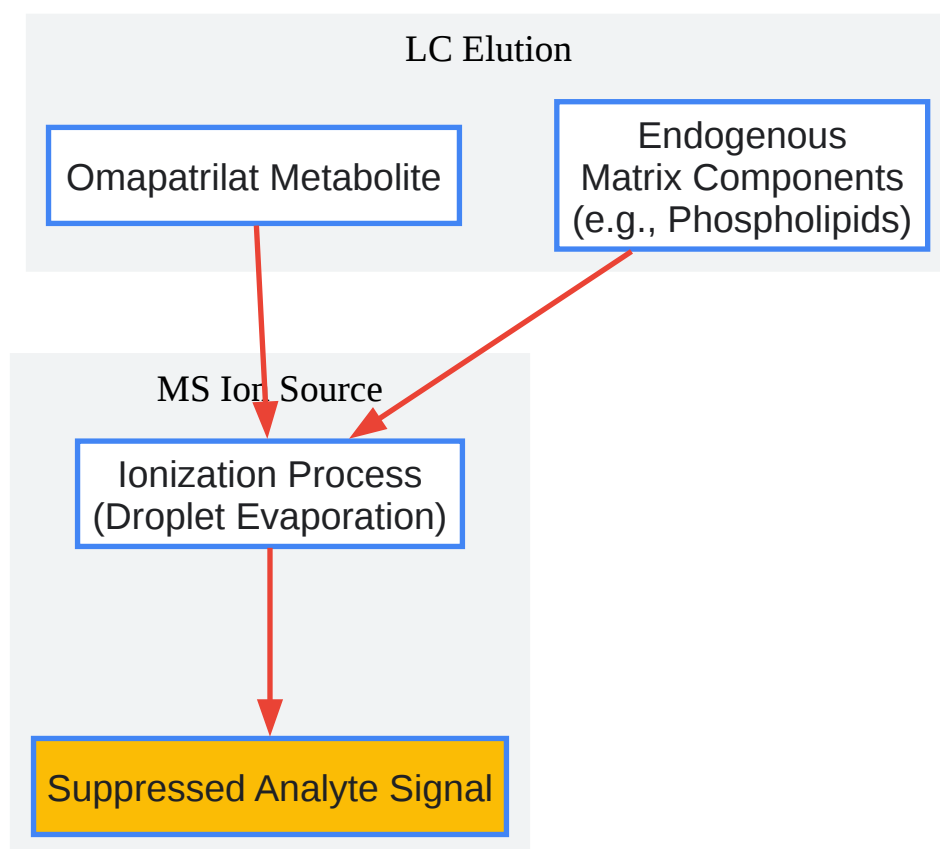 LC Elution
Omapatrilat Metabolite
Endogenous
Matrix Components
(e.g., Phospholipids)
MS Ion Source
Ionization Process
(Droplet Evaporation)
Suppressed Analyte Signal